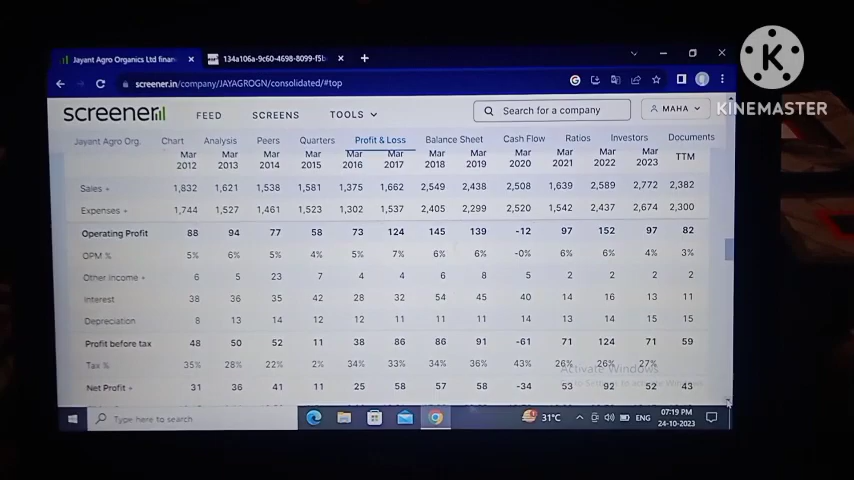 Jayant Agro Organics Ltd finan
134a106a-9c60-4698-8099-f5b
screener.in/company/JAYAGROGN/consolidated/#top
K
KINEMASTER
screener
FEED
SCREENS
TOOLS
Search for a company
MAHA
Jayant Agro Org.
Chart
Analysis
Peers
Quarters
Profit & Loss
Balance Sheet
Cash Flow
Ratios
Investors
Documents
Mar 2012 Mar 2013 Mar 2014 Mar 2015 Mar 2016 Mar 2017 Mar 2018 Mar 2019 Mar 2020 Mar 2021 Mar 2022 Mar 2023 TTM
Sales + 1,832 1,621 1,538 1,581 1,375 1,662 2,549 2,438 2,508 1,639 2,589 2,772 2,382
Expenses + 1,744 1,527 1,461 1,523 1,302 1,537 2,405 2,299 2,520 1,542 2,437 2,674 2,300
Operating Profit 88 94 77 58 73 124 145 139 -12 97 152 97 82
OPM % 5% 6% 5% 4% 5% 7% 6% 6% -0% 6% 6% 4% 3%
Other Income + 6 5 23 7 4 4 6 8 5 2 2 2 2
Interest 38 36 35 42 28 32 54 45 40 14 16 13 11
Depreciation 8 13 14 12 12 11 11 11 14 13 14 15 15
Profit before tax 48 50 52 11 38 86 86 91 -61 71 124 71 59
Tax % 35% 28% 22% 2% 34% 33% 34% 36% 43% 26% 26% 27%
Activate Windows
Net Profit + 31 36 41 11 25 58 57 58 -34 53 92 52 43
Type here to search
31°C
ENG
07:19 PM
24-10-2023